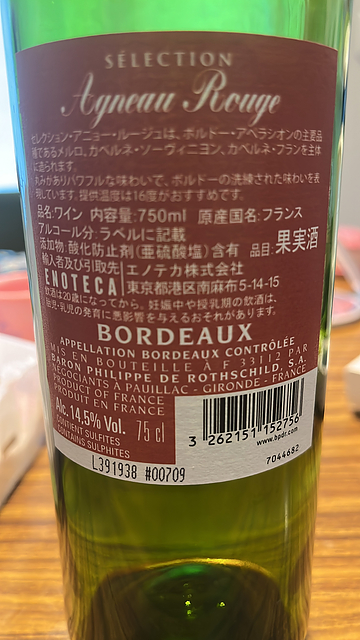 SÉLECTION
Agneau Rouge
セレクション・アニョー・ルージュは、ボルドー・アペラシオンの主要品
種であるメルロ、カベルネ・ソーヴィニヨン、カベルネ・フランを主体
に造られます。
丸みがありパワフルな味わいで、ボルドーの洗練された味わいを表
現しています。提供温度は16度がおすすめです。
品名:ワイン 内容量:750ml 原産国名:フランス
アルコール分:ラベルに記載
添加物:酸化防止剤(亜硫酸塩)含有 品目:果実酒
輸入者及び引取先 エノテカ株式会社
ENOTECA 東京都港区南麻布5-14-15
飲酒は20歳になってから。妊娠中や授乳期の飲酒は、
胎児・乳児の発育に悪影響を与えるおそれがあります。
BORDEAUX
APPELLATION BORDEAUX CONTRÔLÉE
MIS EN BOUTEILLE À F 33112 PAR
BARON PHILIPPE DE ROTHSCHILD S.A.
NÉGOCIANTS À PAUILLAC - GIRONDE - FRANCE
PRODUCT OF FRANCE
PRODUIT EN FRANCE
Alc. 14,5% Vol. 75 cl
CONTIENT SULFITES
CONTAINS SULPHITES
3 262151 152756
www.bpdr.com
7044682
L391938 #00709